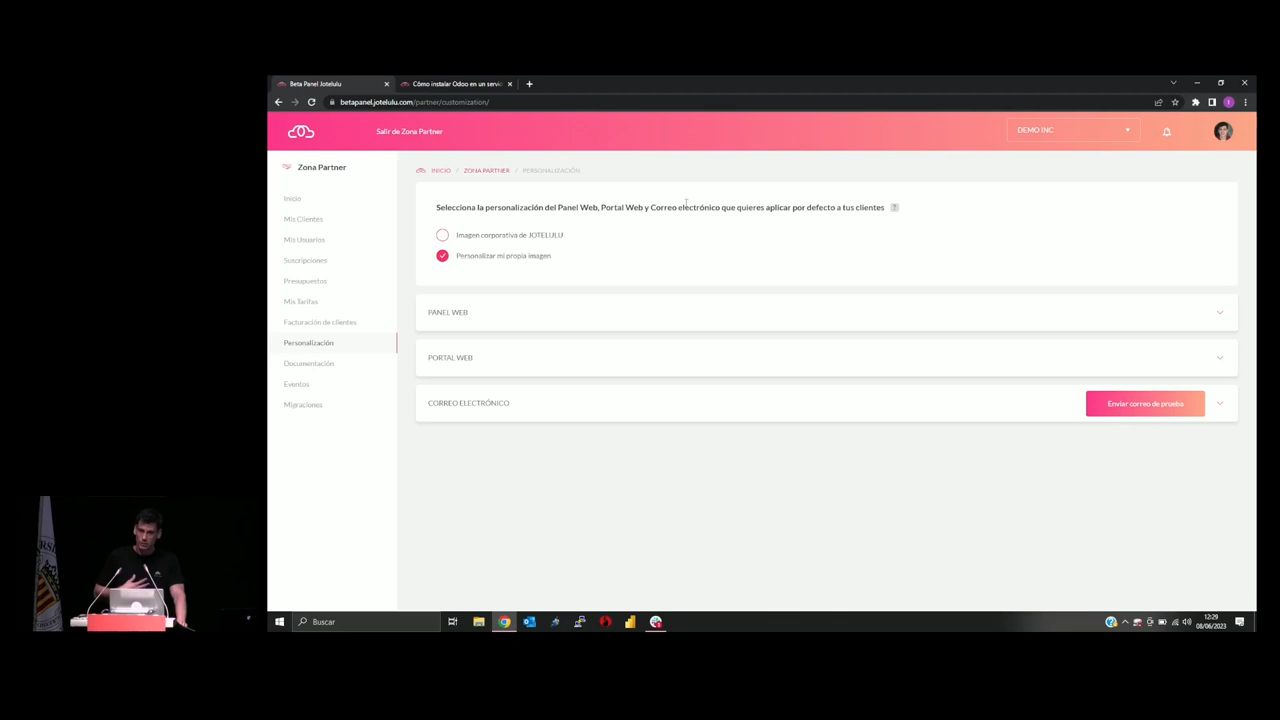 Beta Panel Jotelulu
Cómo instalar Odoo en un servi
betapanel.jotelulu.com/partner/customization/
Salir de Zona Partner
DEMO INC
Zona Partner
INICIO / ZONA PARTNER / PERSONALIZACIÓN
Inicio
Mis Clientes
Mis Usuarios
Suscripciones
Presupuestos
Mis Tarifas
Facturación de clientes
Personalización
Documentación
Eventos
Migraciones
Selecciona la personalización del Panel Web, Portal Web y Correo electrónico que quieres aplicar por defecto a tus clientes ?
Imagen corporativa de JOTELULU
Personalizar mi propia imagen
PANEL WEB
PORTAL WEB
CORREO ELECTRÓNICO
Enviar correo de prueba
Buscar
12:29
08/06/2023